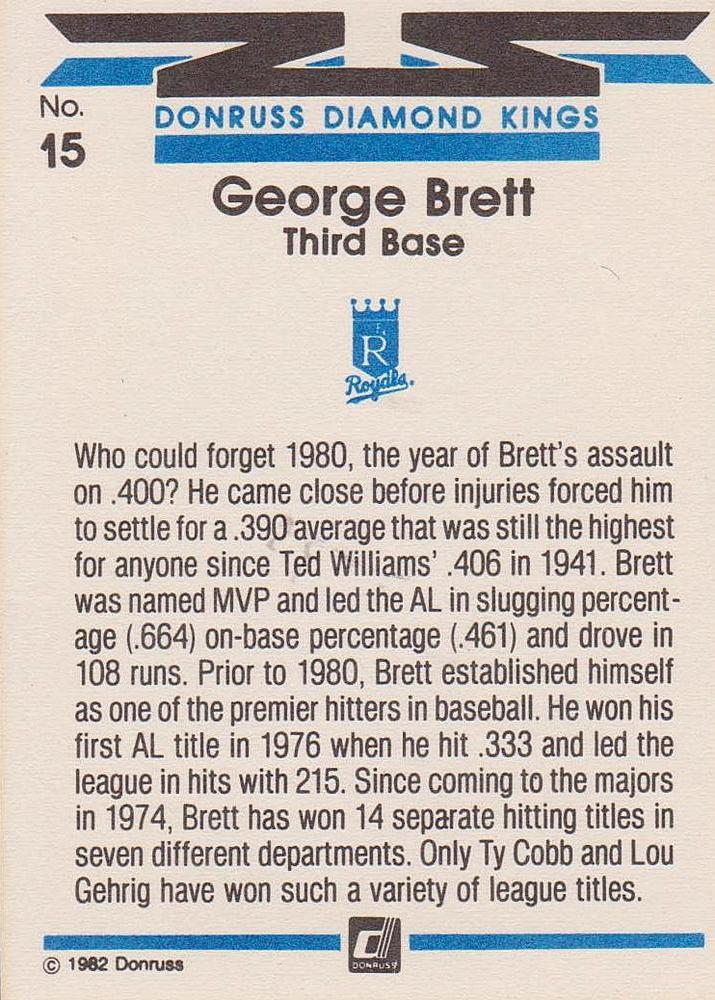 No.
15
DONRUSS DIAMOND KINGS
George Brett
Third Base
R
Royals.
Who could forget 1980, the year of Brett's assault
on .400? He came close before injuries forced him
to settle for a .390 average that was still the highest
for anyone since Ted Williams' .406 in 1941. Brett
was named MVP and led the AL in slugging percent-
age (.664) on-base percentage (.461) and drove in
108 runs. Prior to 1980, Brett established himself
as one of the premier hitters in baseball. He won his
first AL title in 1976 when he hit .333 and led the
league in hits with 215. Since coming to the majors
in 1974, Brett has won 14 separate hitting titles in
seven different departments. Only Ty Cobb and Lou
Gehrig have won such a variety of league titles.
d
DONRUSS
© 1982 Donruss